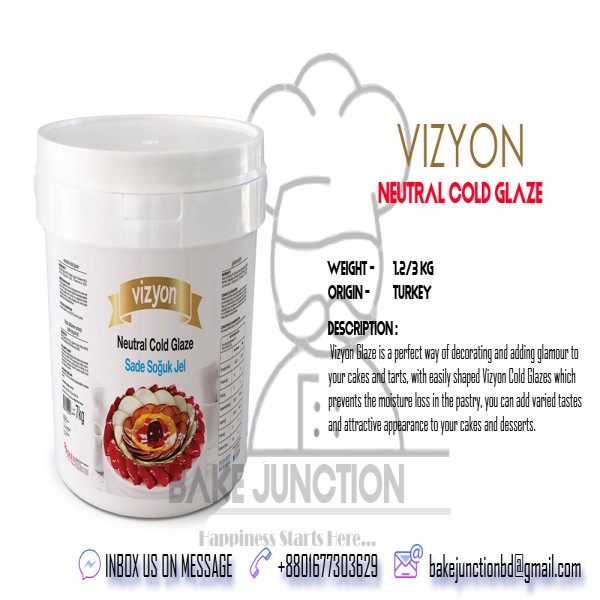 VIZYON
NEUTRAL COLD GLAZE
WEIGHT - 1.2/3 KG
ORIGIN - TURKEY
DESCRIPTION :
Vizyon Glaze is a perfect way of decorating and adding glamour to
your cakes and tarts, with easily shaped Vizyon Cold Glazes which
prevents the moisture loss in the pastry, you can add varied tastes
and attractive appearance to your cakes and desserts.
vizyon
Neutral Cold Glaze
Sade Soğuk Jel
7kg
BAKE JUNCTION
Happiness Starts Here...
INBOX US ON MESSAGE +8801677303629 bakejunctionbd@gmail.com